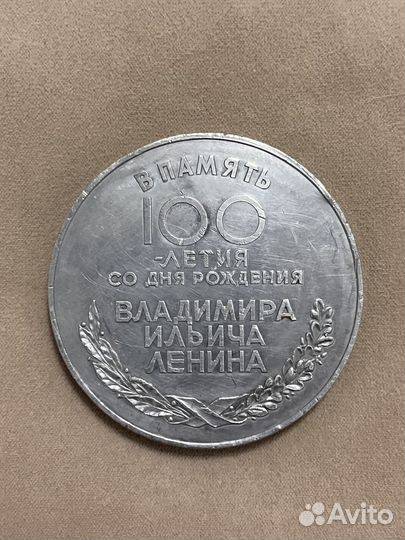 В ПАМЯТЬ
100
-ЛЕТИЯ
СО ДНЯ РОЖДЕНИЯ
ВЛАДИМИРА
ИЛЬИЧА
ЛЕНИНА
Avito